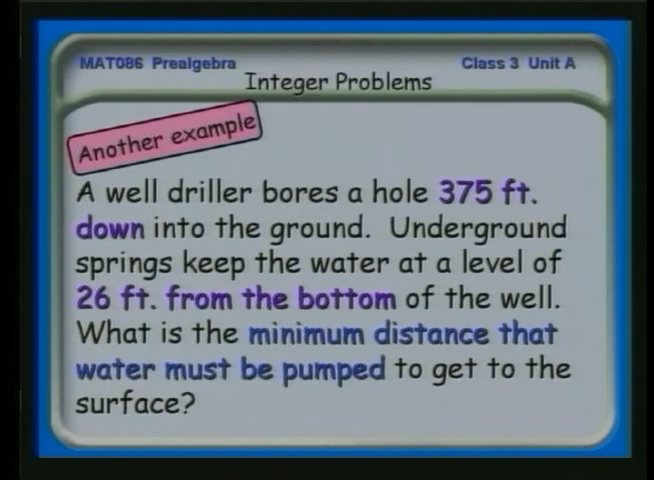 MAT086 Prealgebra
Class 3 Unit A
Integer Problems
Another example
A well driller bores a hole 375 ft.
down into the ground. Underground
springs keep the water at a level of
26 ft. from the bottom of the well.
What is the minimum distance that
water must be pumped to get to the
surface?